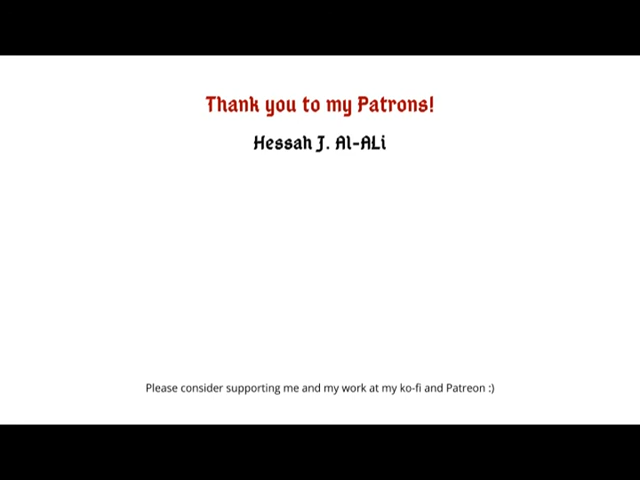 Thank you to my Patrons!
Hessah J. Al-ALi
Please consider supporting me and my work at my ko-fi and Patreon :)